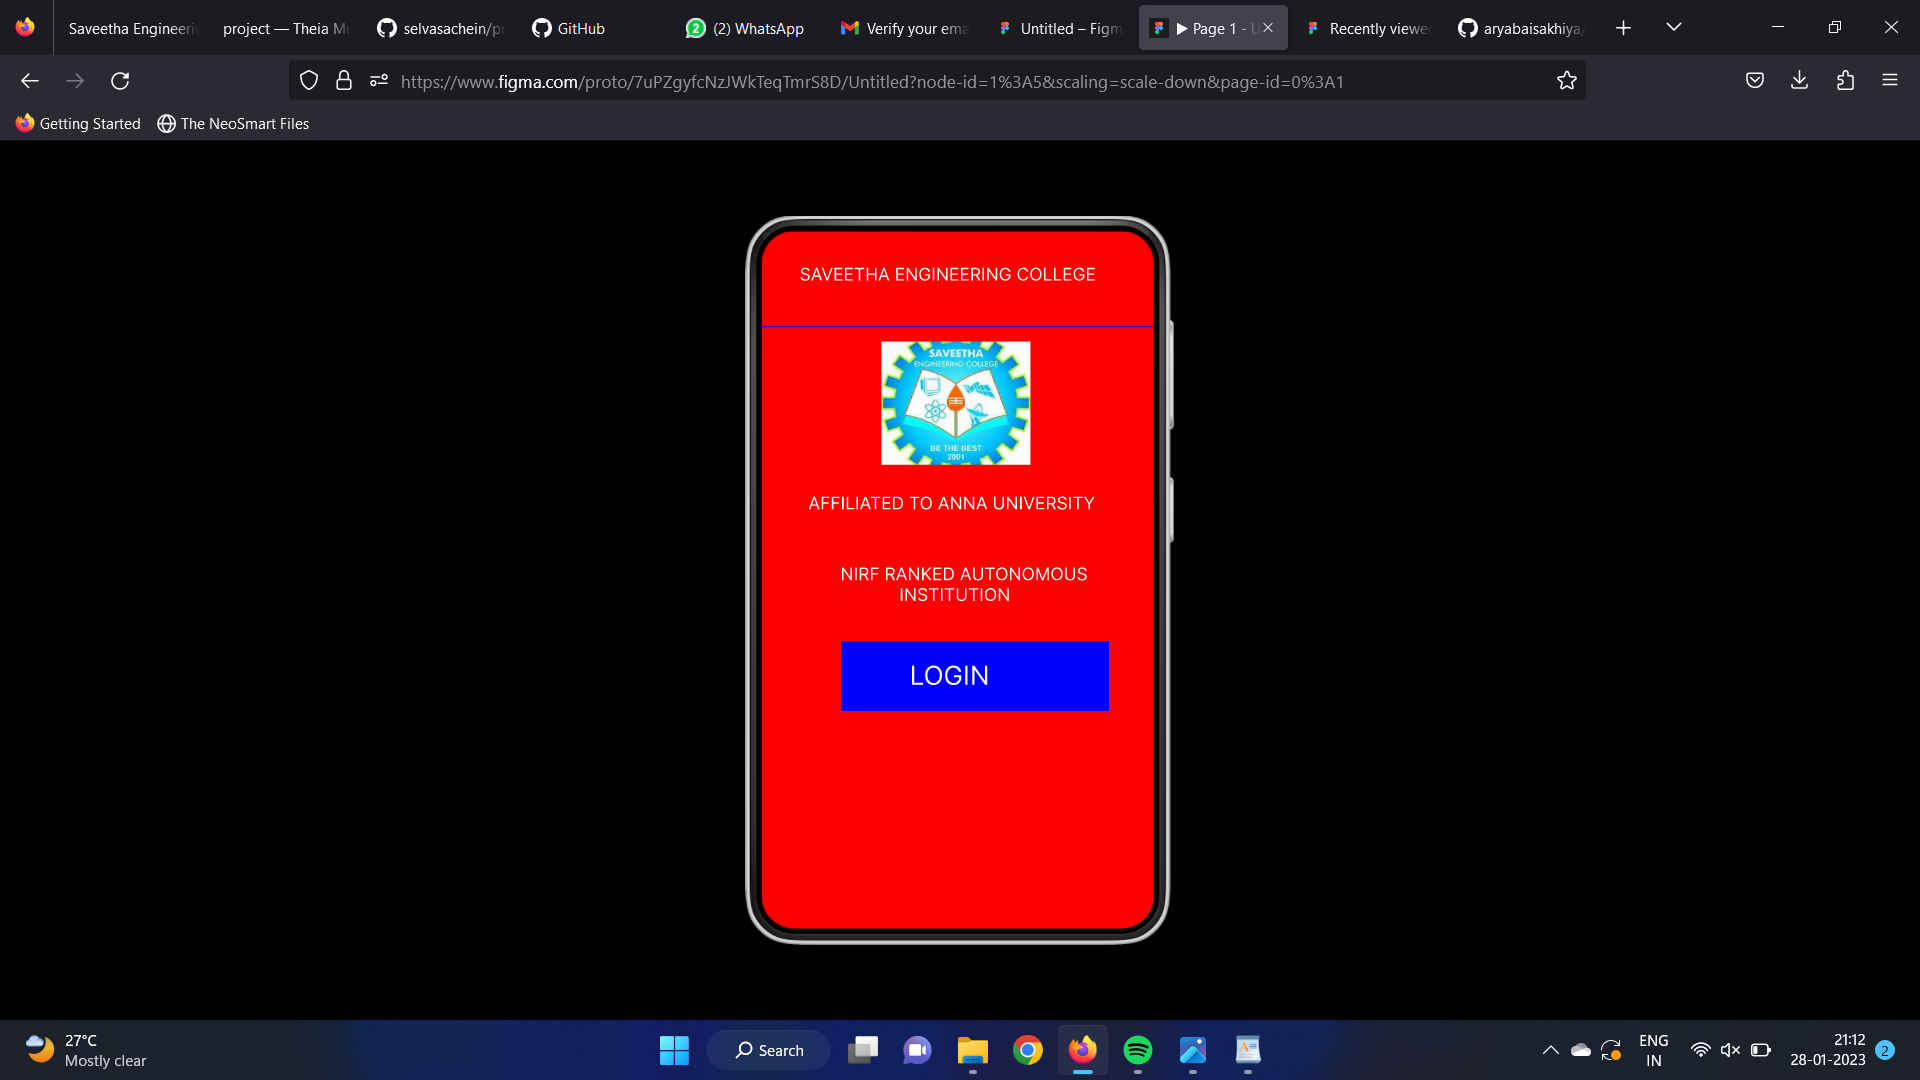 Saveetha Engineeri
project — Theia Mu
selvasachein/pr
GitHub
(2) WhatsApp
Verify your ema
Untitled – Figm
Page 1 - U
Recently viewed
aryabaisakhiya/
https://www.figma.com/proto/7uPZgyfcNzJWkTeqTmrS8D/Untitled?node-id=1%3A5&scaling=scale-down&page-id=0%3A1
Getting Started
The NeoSmart Files
SAVEETHA ENGINEERING COLLEGE
SAVEETHA
ENGINEERING COLLEGE
BE THE BEST
2001
AFFILIATED TO ANNA UNIVERSITY
NIRF RANKED AUTONOMOUS
INSTITUTION
LOGIN
27°C
Mostly clear
Search
ENG
IN
21:12
28-01-2023
2